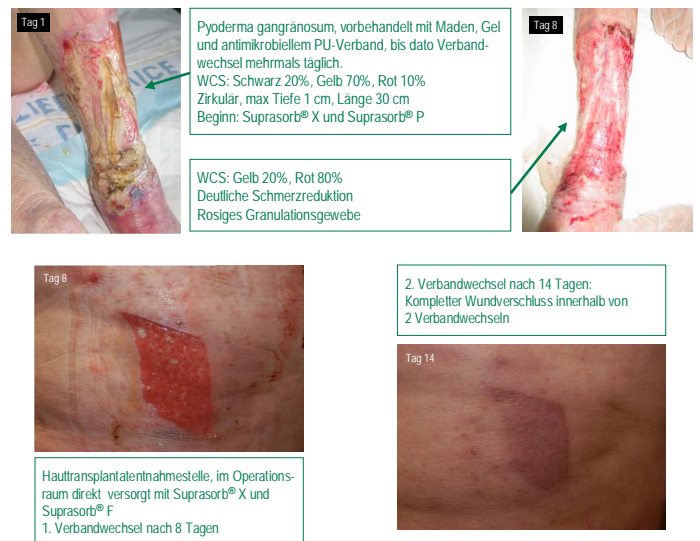 Tag 1
Pyoderma gangränosum, vorbehandelt mit Maden, Gel
und antimikrobiellem PU-Verband, bis dato Verband-
wechsel mehrmals täglich.
WCS: Schwarz 20%, Gelb 70%, Rot 10%
Zirkulär, max Tiefe 1 cm, Länge 30 cm
Beginn: Suprasorb® X und Suprasorb® P
Tag 8
WCS: Gelb 20%, Rot 80%
Deutliche Schmerzreduktion
Rosiges Granulationsgewebe
Tag 8
Hauttransplantatentnahmestelle, im Operations-
raum direkt versorgt mit Suprasorb® X und
Suprasorb® F
1. Verbandwechsel nach 8 Tagen
2. Verbandwechsel nach 14 Tagen:
Kompletter Wundverschluss innerhalb von
2 Verbandwechseln
Tag 14